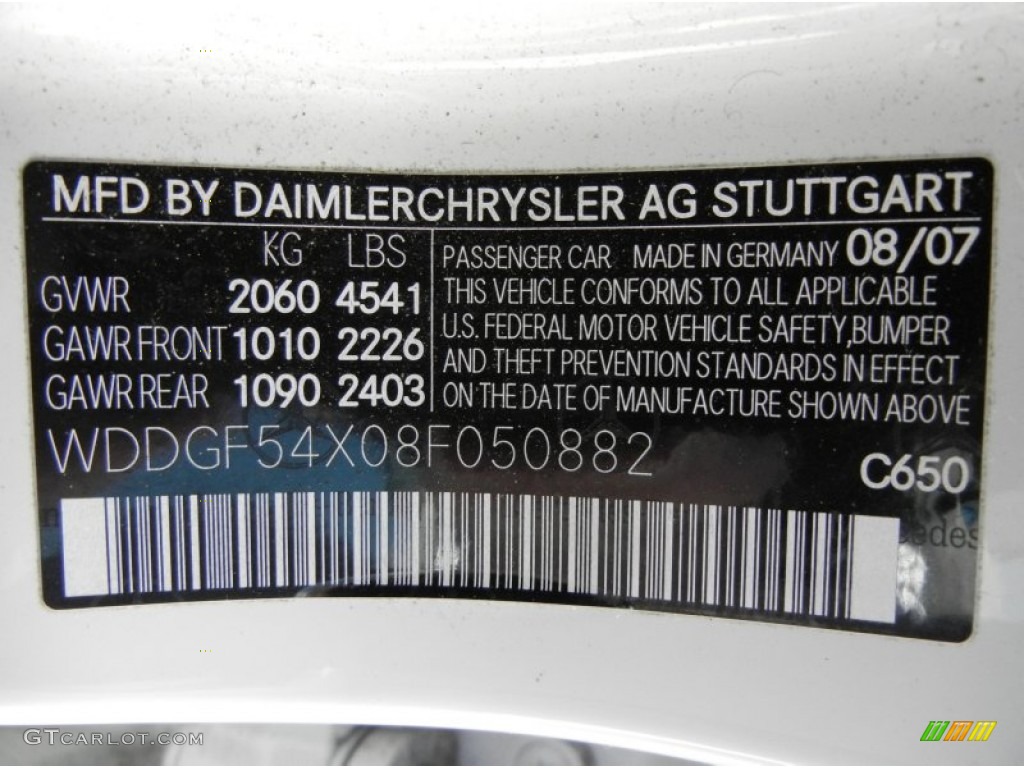 MFD BY DAIMLERCHRYSLER AG STUTTGART
KG LBS
GVWR 2060 4541
GAWR FRONT 1010 2226
GAWR REAR 1090 2403
PASSENGER CAR MADE IN GERMANY 08/07
THIS VEHICLE CONFORMS TO ALL APPLICABLE
U.S. FEDERAL MOTOR VEHICLE SAFETY, BUMPER
AND THEFT PREVENTION STANDARDS IN EFFECT
ON THE DATE OF MANUFACTURE SHOWN ABOVE
WDDGF54X08F050882
C650
GTCARLOT.COM